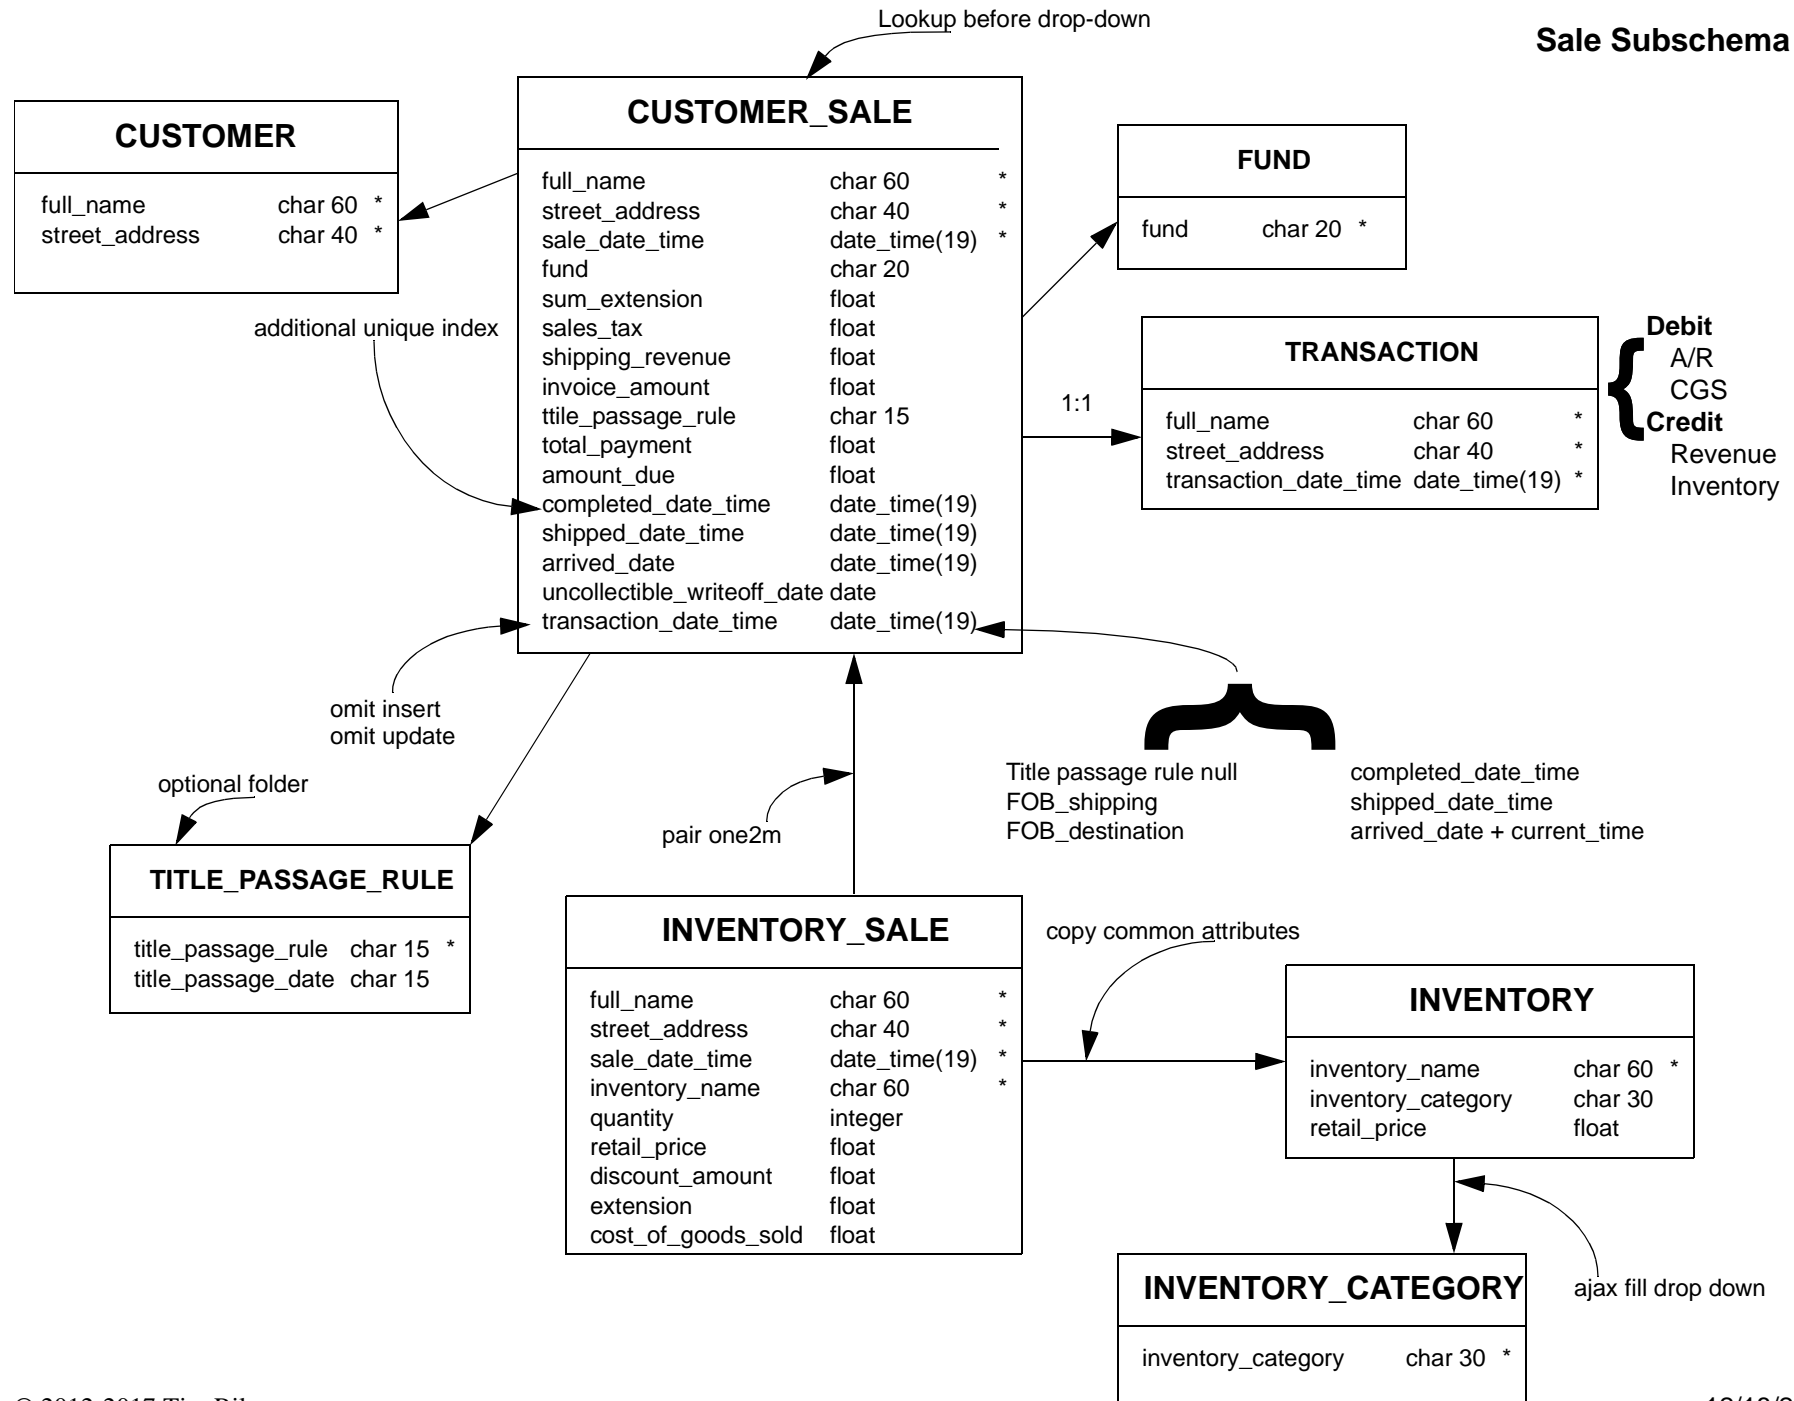 Lookup before drop-down
Sale Subschema
CUSTOMER
full_name char 60 *
street_address char 40 *
CUSTOMER_SALE
full_name char 60 *
street_address char 40 *
sale_date_time date_time(19) *
fund char 20
sum_extension float
sales_tax float
shipping_revenue float
invoice_amount float
ttile_passage_rule char 15
total_payment float
amount_due float
completed_date_time date_time(19)
shipped_date_time date_time(19)
arrived_date date_time(19)
uncollectible_writeoff_date date
transaction_date_time date_time(19)
FUND
fund char 20 *
additional unique index
1:1
TRANSACTION
full_name char 60 *
street_address char 40 *
transaction_date_time date_time(19) *
Debit
A/R
CGS
Credit
Revenue
Inventory
omit insert
omit update
optional folder
pair one2m
Title passage rule null completed_date_time
FOB_shipping shipped_date_time
FOB_destination arrived_date + current_time
TITLE_PASSAGE_RULE
title_passage_rule char 15 *
title_passage_date char 15
INVENTORY_SALE
full_name char 60 *
street_address char 40 *
sale_date_time date_time(19) *
inventory_name char 60 *
quantity integer
retail_price float
discount_amount float
extension float
cost_of_goods_sold float
copy common attributes
INVENTORY
inventory_name char 60 *
inventory_category char 30
retail_price float
INVENTORY_CATEGORY
inventory_category char 30 *
ajax fill drop down